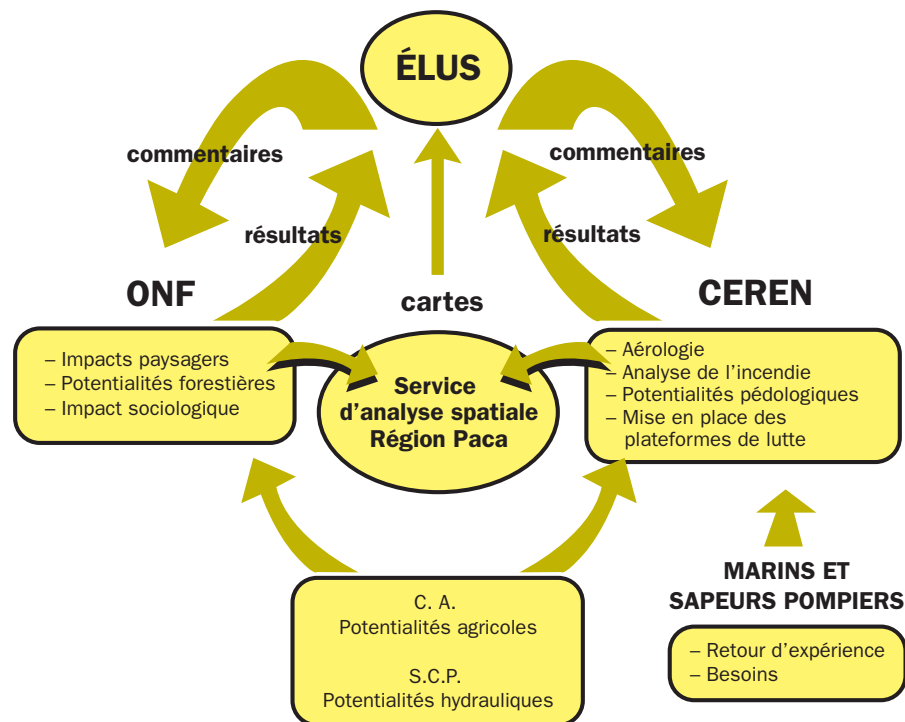 ÉLUS
commentaires
commentaires
résultats
résultats
ONF
cartes
CEREN
– Impacts paysagers
– Potentialités forestières
– Impact sociologique
Service
d’analyse spatiale
Région Paca
– Aérologie
– Analyse de l’incendie
– Potentialités pédologiques
– Mise en place des
plateformes de lutte
C. A.
Potentialités agricoles
S.C.P.
Potentialités hydrauliques
MARINS ET
SAPEURS POMPIERS
– Retour d’expérience
– Besoins